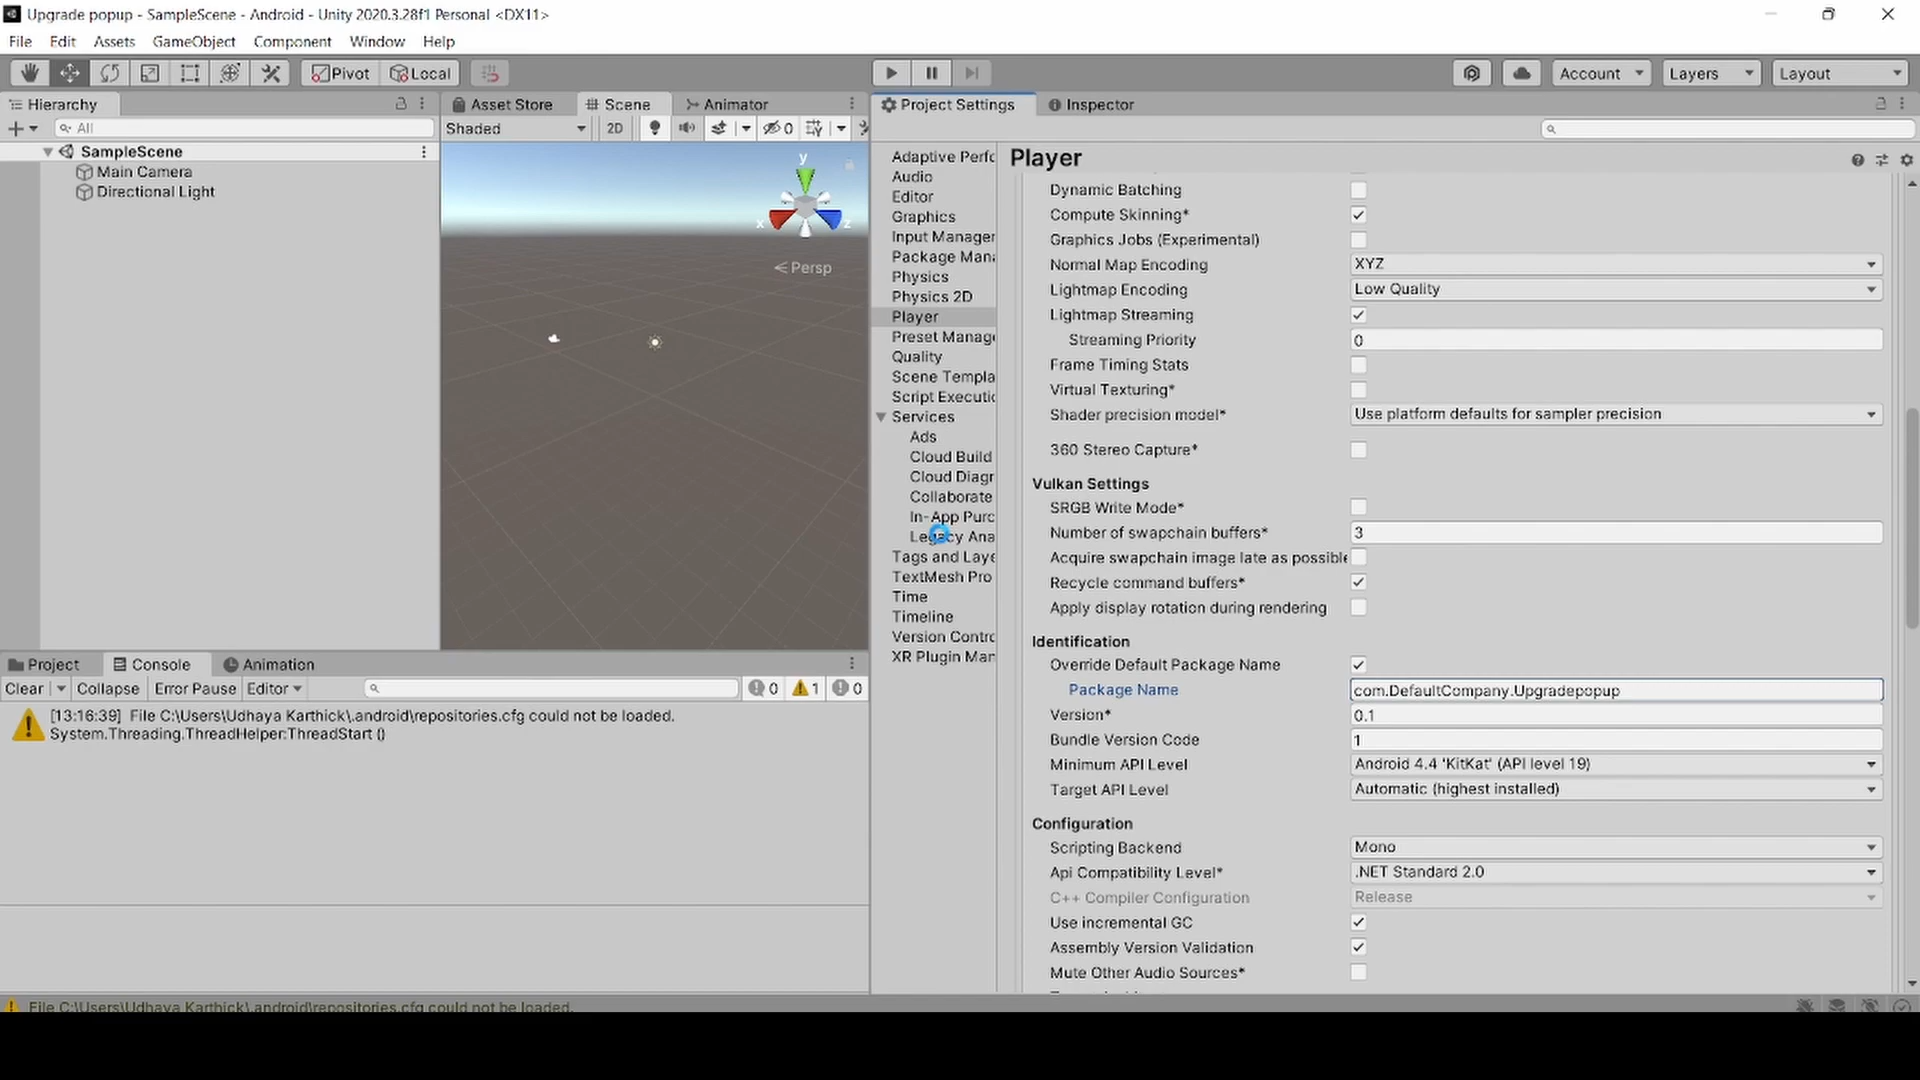 Upgrade popup - SampleScene - Android - Unity 2020.3.28f1 Personal <DX11>
File Edit Assets GameObject Component Window Help
Pivot Local Account Layers Layout
Hierarchy
All
SampleScene
Main Camera
Directional Light
Asset Store Scene Animator
Shaded 2D 0
y
x z
Persp
Project Settings Inspector
Adaptive Perfo
Audio
Editor
Graphics
Input Manager
Package Mana
Physics
Physics 2D
Player
Preset Manage
Quality
Scene Templa
Script Executio
Services
Ads
Cloud Build
Cloud Diagn
Collaborate
In-App Purc
Legacy Ana
Tags and Laye
TextMesh Pro
Time
Timeline
Version Contro
XR Plugin Man
Player
Dynamic Batching
Compute Skinning*
Graphics Jobs (Experimental)
Normal Map Encoding XYZ
Lightmap Encoding Low Quality
Lightmap Streaming
Streaming Priority 0
Frame Timing Stats
Virtual Texturing*
Shader precision model* Use platform defaults for sampler precision
360 Stereo Capture*
Vulkan Settings
SRGB Write Mode*
Number of swapchain buffers* 3
Acquire swapchain image late as possible
Recycle command buffers*
Apply display rotation during rendering
Identification
Override Default Package Name
Package Name com.DefaultCompany.Upgradepopup
Version* 0.1
Bundle Version Code 1
Minimum API Level Android 4.4 'KitKat' (API level 19)
Target API Level Automatic (highest installed)
Configuration
Scripting Backend Mono
Api Compatibility Level* .NET Standard 2.0
C++ Compiler Configuration Release
Use incremental GC
Assembly Version Validation
Mute Other Audio Sources*
Project Console Animation
Clear Collapse Error Pause Editor 0 1 0
[13:16:39] File C:\Users\Udhaya Karthick\.android\repositories.cfg could not be loaded.
System.Threading.ThreadHelper:ThreadStart ()
File C:\Users\Udhaya Karthick\.android\repositories.cfg could not be loaded.